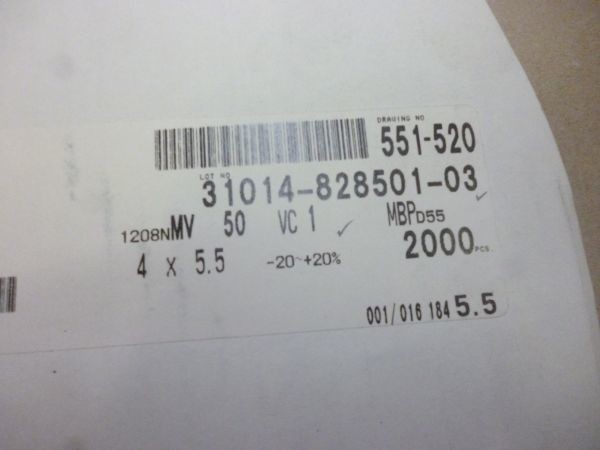 DRAWING NO
551-520
LOT NO
31014-828501-03
1208NMV 50 VC 1 MBPD55
4 × 5.5 -20~+20% 2000PCS.
001/016 184 5.5